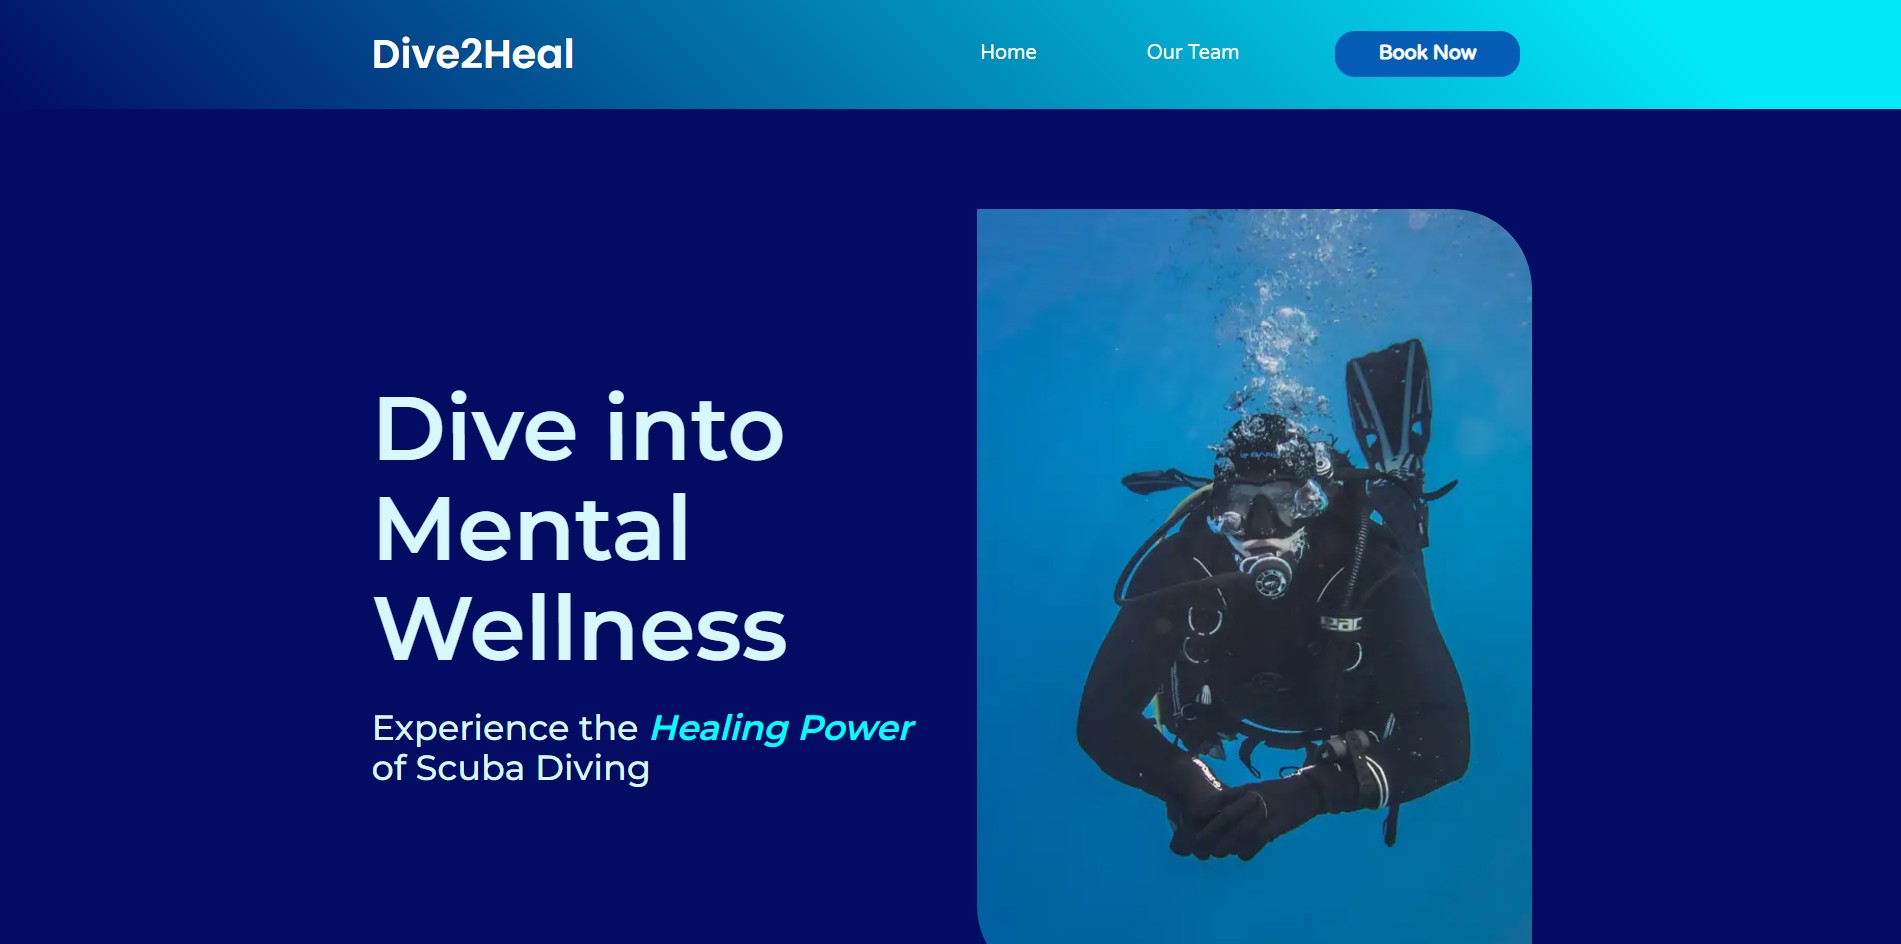 Dive2Heal
Home
Our Team
Book Now
Dive into
Mental
Wellness
Experience the Healing Power
of Scuba Diving